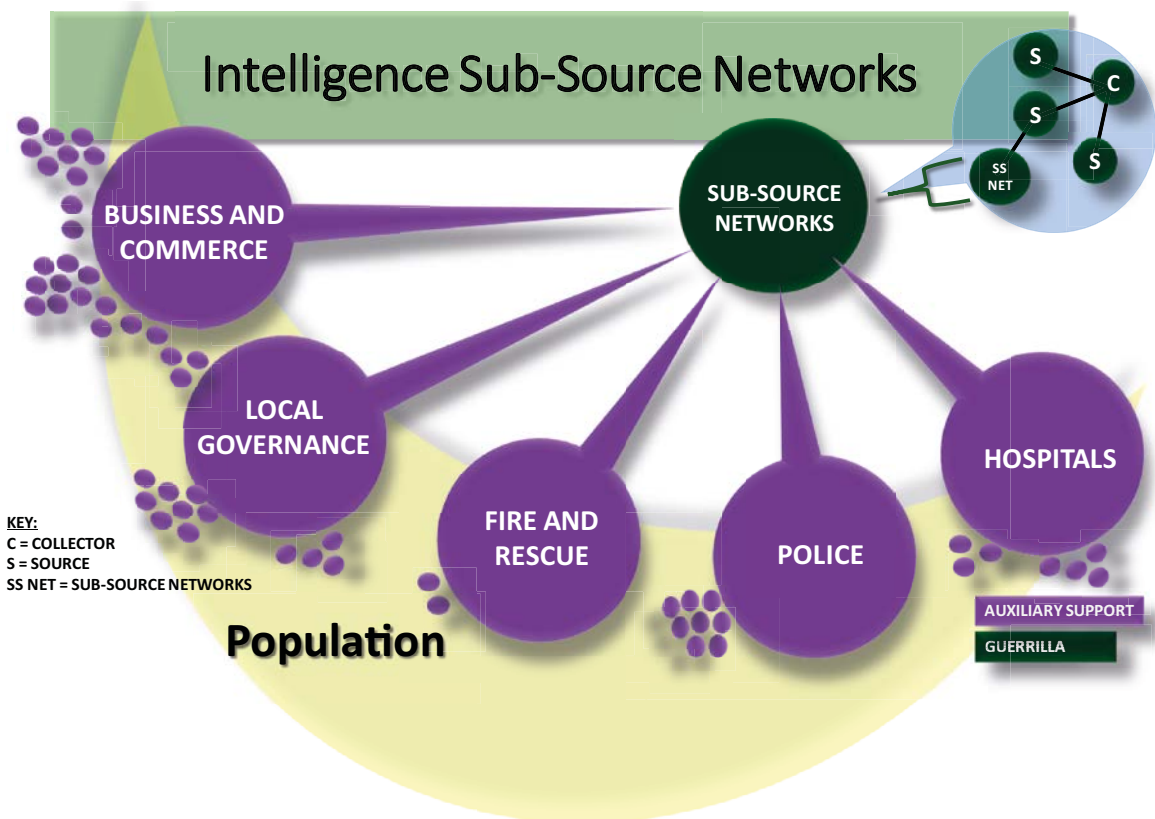 Intelligence Sub-Source Networks
S
C
S
S
SS
NET
BUSINESS AND
COMMERCE
SUB-SOURCE
NETWORKS
LOCAL
GOVERNANCE
FIRE AND
RESCUE
POLICE
HOSPITALS
KEY:
C = COLLECTOR
S = SOURCE
SS NET = SUB-SOURCE NETWORKS
Population
AUXILIARY SUPPORT
GUERRILLA